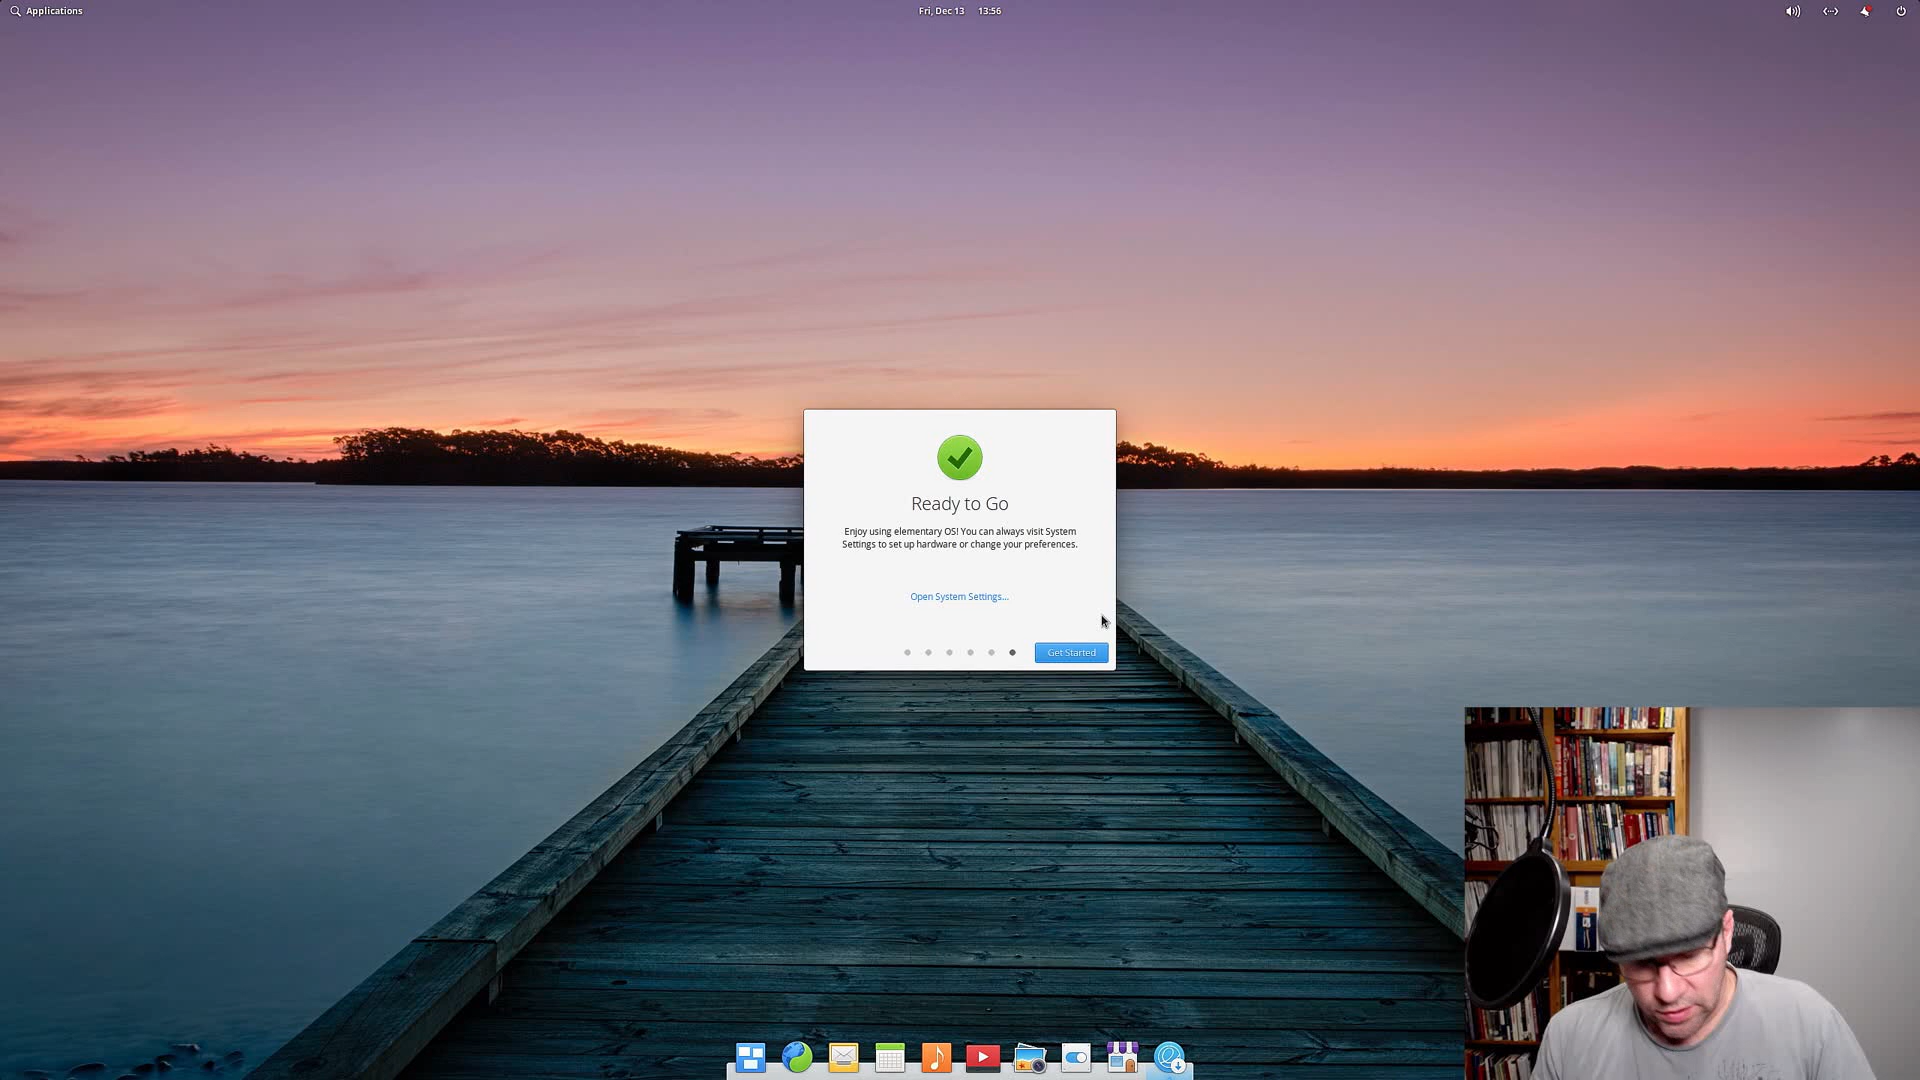 Applications
Fri, Dec 13 13:56
Ready to Go
Enjoy using elementary OS! You can always visit System
Settings to set up hardware or change your preferences.
Open System Settings...
Get Started